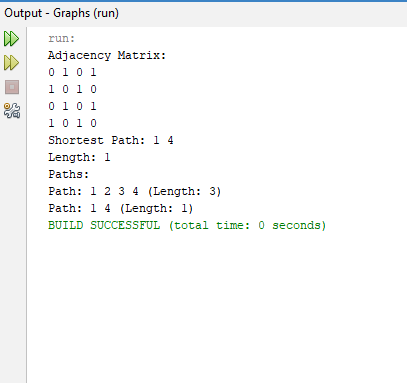 Output - Graphs (run)
run:
Adjacency Matrix:
0 1 0 1
1 0 1 0
0 1 0 1
1 0 1 0
Shortest Path: 1 4
Length: 1
Paths:
Path: 1 2 3 4 (Length: 3)
Path: 1 4 (Length: 1)
BUILD SUCCESSFUL (total time: 0 seconds)